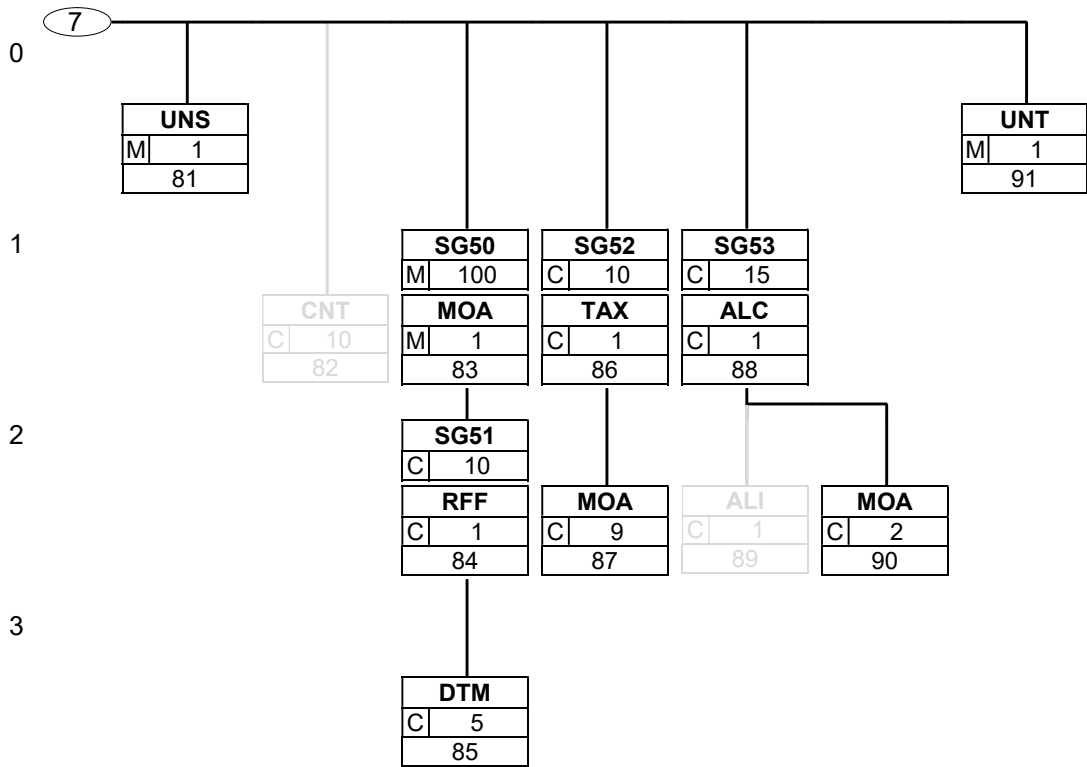 7
0
UNS
M 1
81
UNT
M 1
91
1
SG50
M 100
SG52
C 10
SG53
C 15
CNT
C 10
82
MOA
M 1
83
TAX
C 1
86
ALC
C 1
88
2
SG51
C 10
RFF
C 1
84
MOA
C 9
87
ALI
C 1
89
MOA
C 2
90
3
DTM
C 5
85